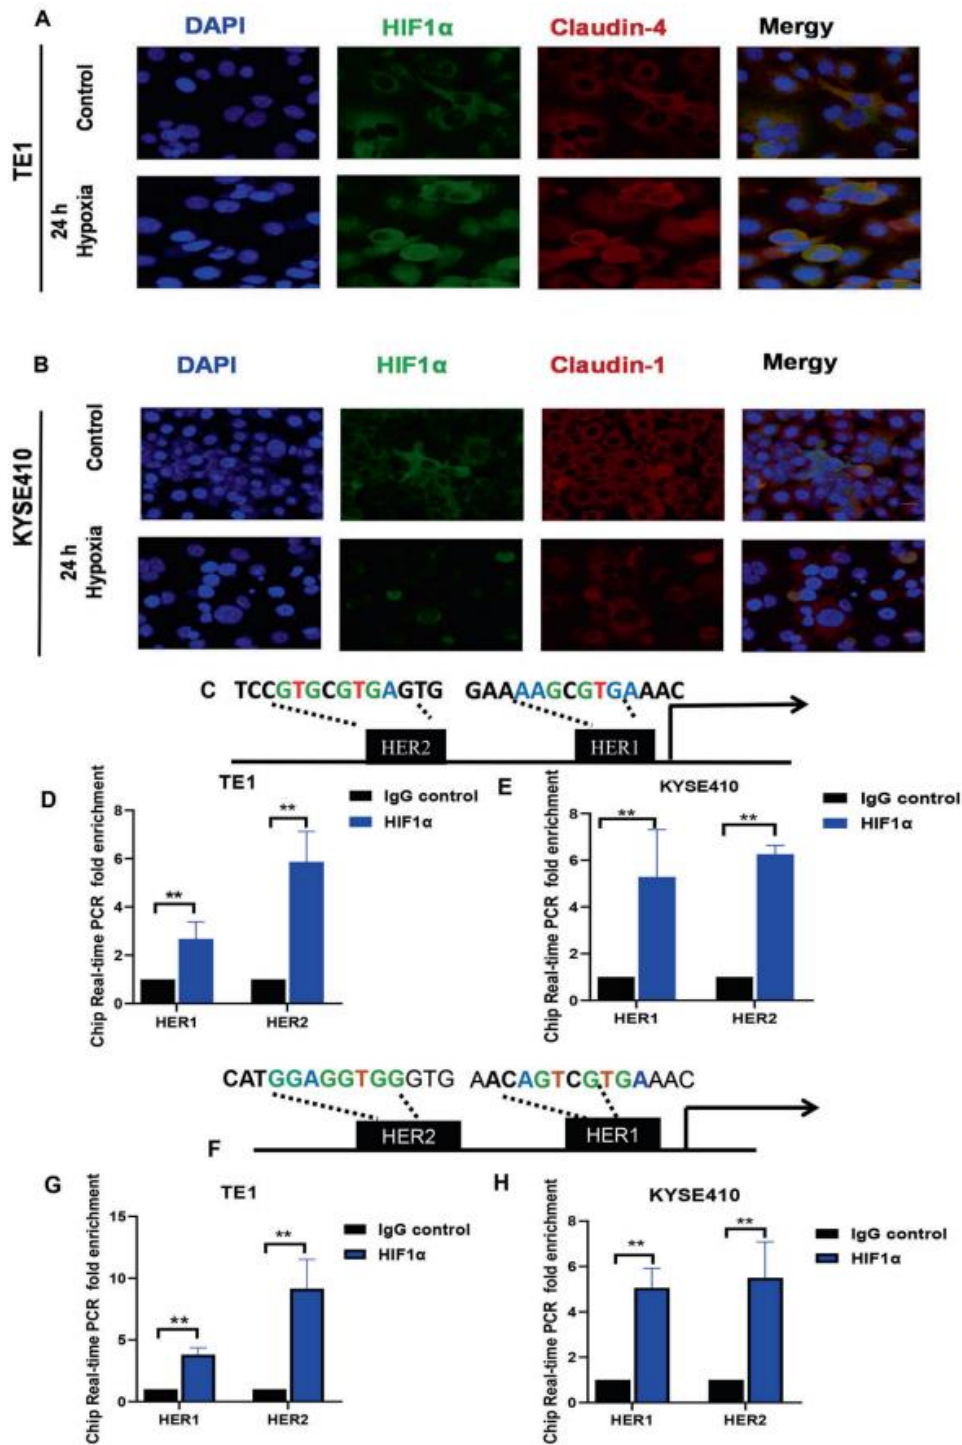 A DAPI HIF1α Claudin-4 Mergy
TE1
Control
24 h
Hypoxia
B DAPI HIF1α Claudin-1 Mergy
KYSE410
Control
24 h
Hypoxia
C TCCGTGCGTGAGTG GAAAAGCGTGAAAC
HER2 HER1
D TE1
Chip Real-time PCR fold enrichment
8
6
4
2
0
** **
HER1 HER2
IgG control
HIF1α
E KYSE410
Chip Real-time PCR fold enrichment
8
6
4
2
0
** **
HER1 HER2
IgG control
HIF1α
CATGGAGGTGGGTG AACAGTCGTGAAAC
F HER2 HER1
G TE1
Chip Real-time PCR fold enrichment
15
10
5
0
** **
HER1 HER2
IgG control
HIF1α
H KYSE410
Chip Real-time PCR fold enrichment
8
6
4
2
0
** **
HER1 HER2
IgG control
HIF1α